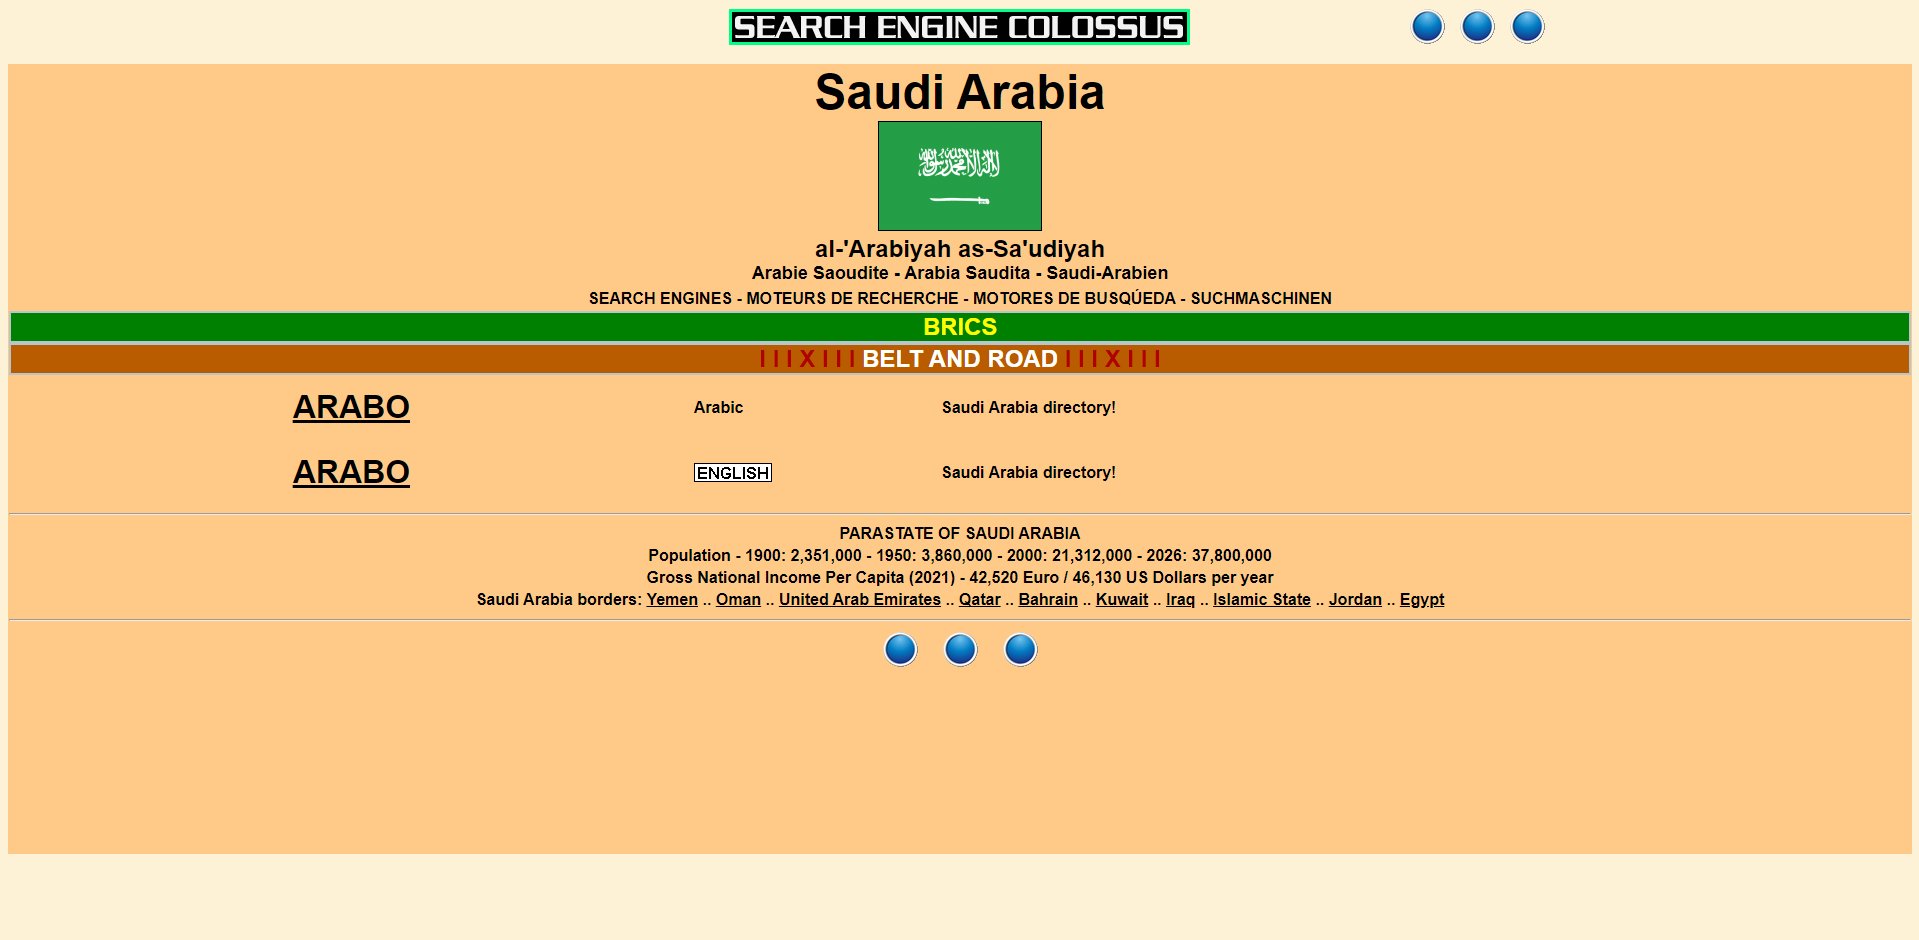 SEARCH ENGINE COLOSSUS
Saudi Arabia
لا إله إلا الله محمد رسول الله
al-'Arabiyah as-Sa'udiyah
Arabie Saoudite - Arabia Saudita - Saudi-Arabien
SEARCH ENGINES - MOTEURS DE RECHERCHE - MOTORES DE BUSQÚEDA - SUCHMASCHINEN
BRICS
I I I X I I I BELT AND ROAD I I I X I I I
ARABO Arabic Saudi Arabia directory!
ARABO ENGLISH Saudi Arabia directory!
PARASTATE OF SAUDI ARABIA
Population - 1900: 2,351,000 - 1950: 3,860,000 - 2000: 21,312,000 - 2026: 37,800,000
Gross National Income Per Capita (2021) - 42,520 Euro / 46,130 US Dollars per year
Saudi Arabia borders: Yemen .. Oman .. United Arab Emirates .. Qatar .. Bahrain .. Kuwait .. Iraq .. Islamic State .. Jordan .. Egypt